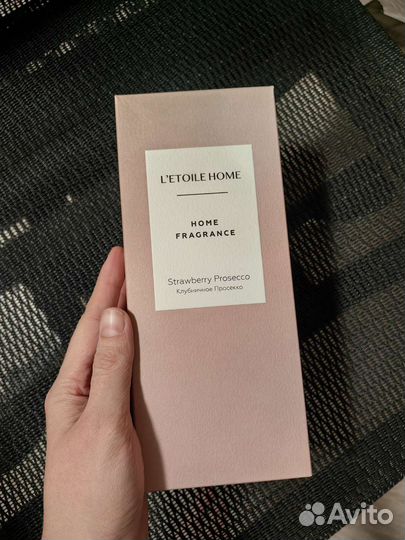 L'ETOILE HOME
HOME
FRAGRANCE
Strawberry Prosecco
Клубничное Просекко
Avito